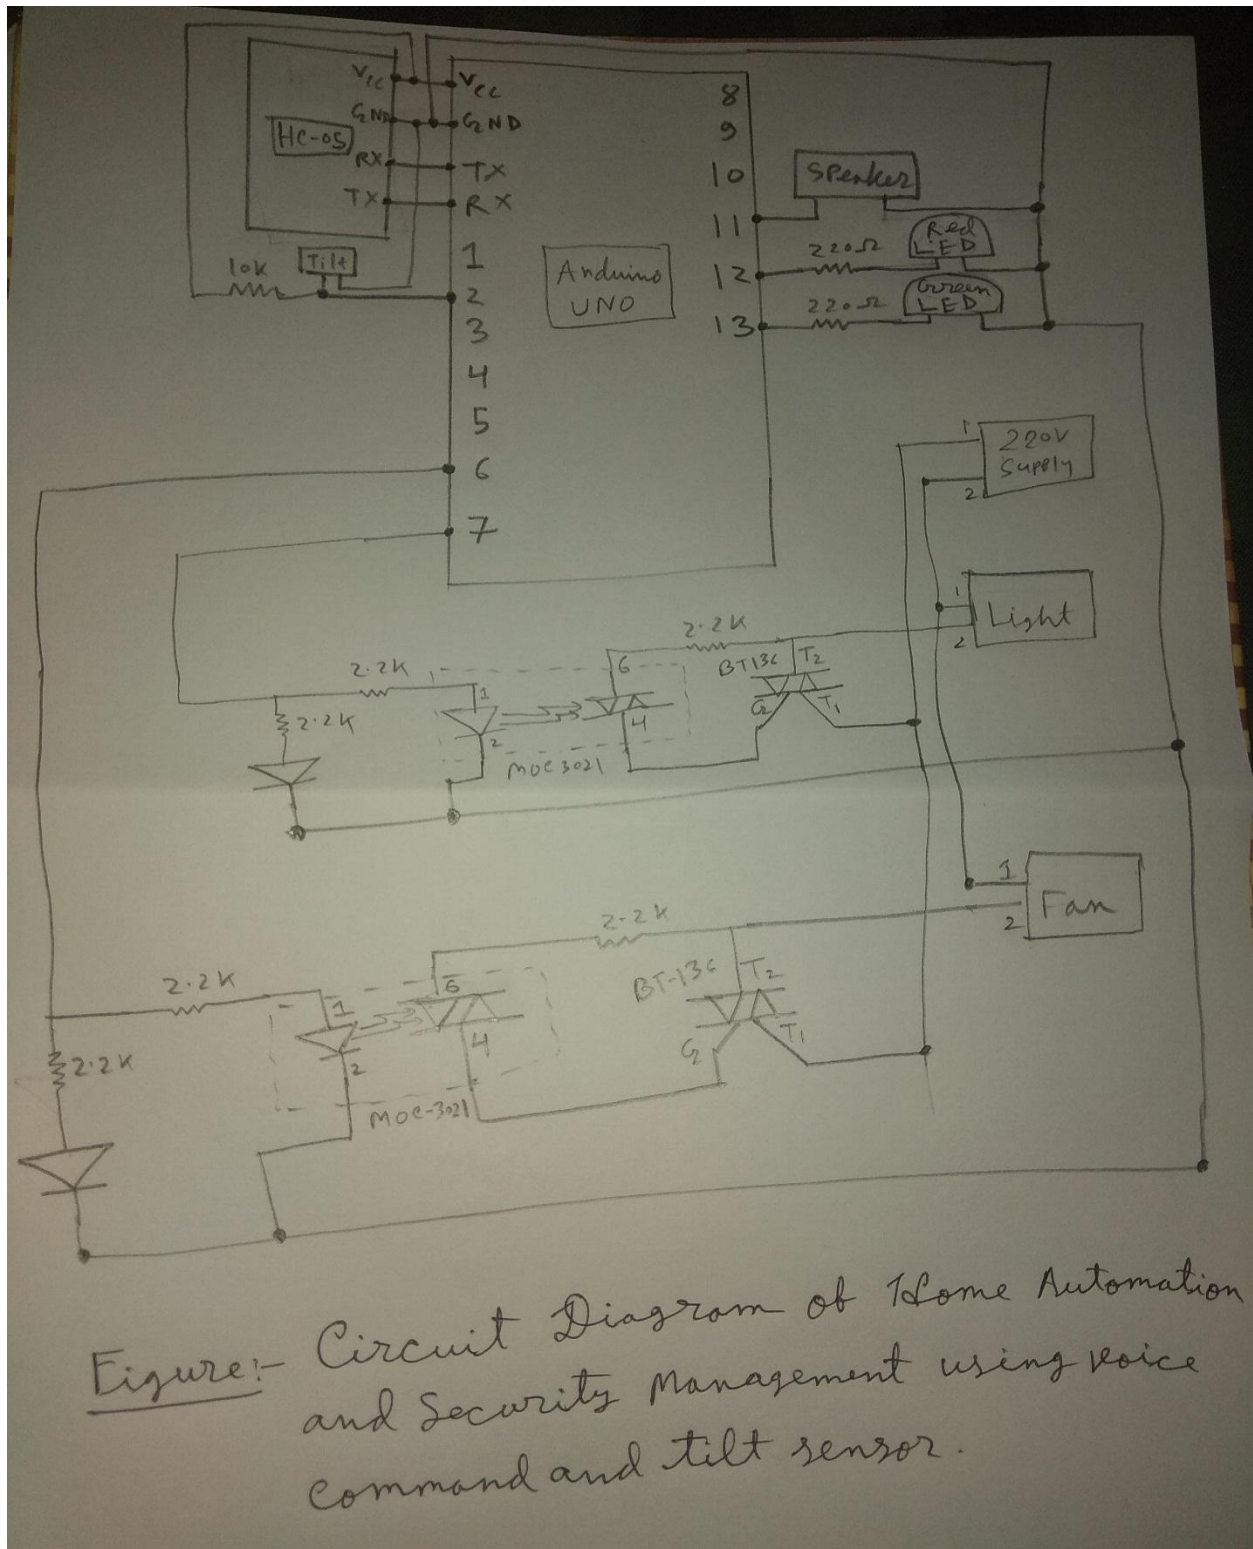 Vcc
GND
HC-05
RX
TX
Vcc
GND
TX
RX
1
2
3
4
5
6
7
8
9
10
11
12
13
Arduino
UNO
10K
Tilt
Speaker
220Ω
Red
LED
220Ω
Green
LED
1
220V
Supply
2
1
Light
2
2.2K
2.2K
1
2
MOC3021
6
4
2.2K
BT136
T2
G
T1
1
Fan
2
2.2K
2.2K
1
2
MOC-3021
6
4
2.2K
BT-136
T2
G
T1
Figure:- Circuit Diagram of Home Automation
and Security Management using voice
command and tilt sensor.